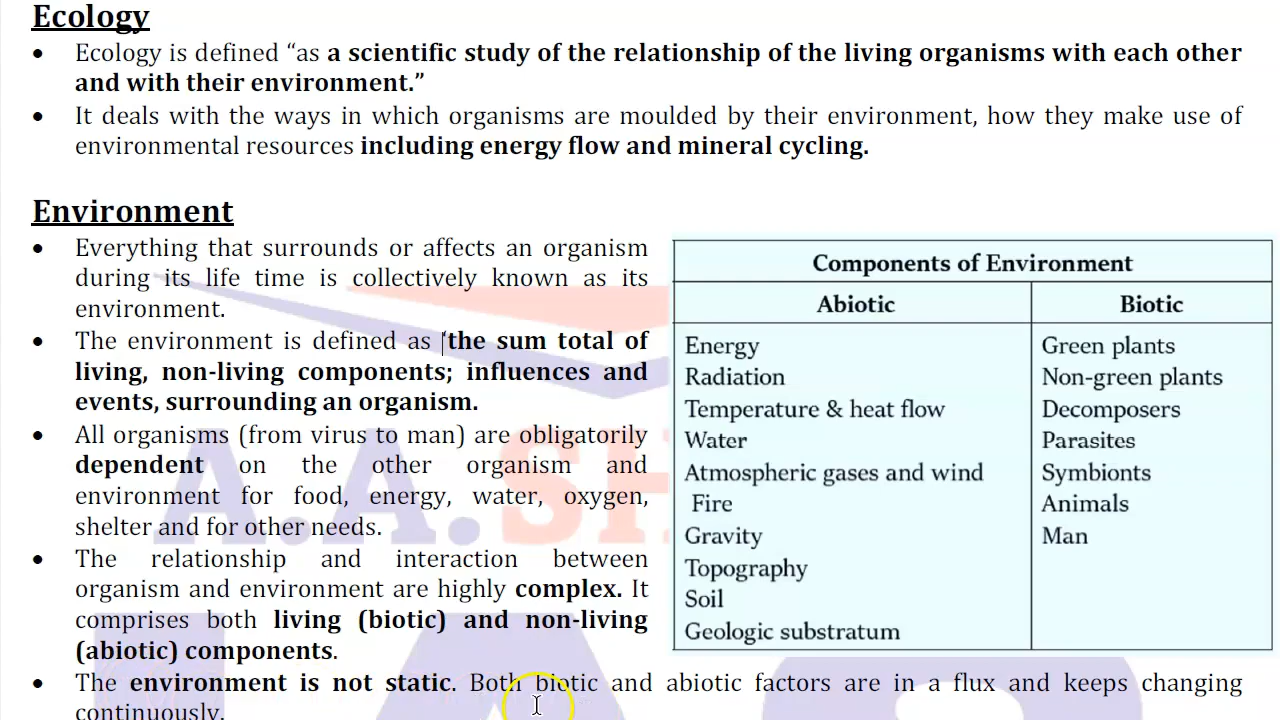 Ecology
• Ecology is defined “as a scientific study of the relationship of the living organisms with each other
and with their environment.”
• It deals with the ways in which organisms are moulded by their environment, how they make use of
environmental resources including energy flow and mineral cycling.
Environment
• Everything that surrounds or affects an organism
during its life time is collectively known as its
environment.
• The environment is defined as ‘the sum total of
living, non-living components; influences and
events, surrounding an organism.
• All organisms (from virus to man) are obligatorily
dependent on the other organism and
environment for food, energy, water, oxygen,
shelter and for other needs.
• The relationship and interaction between
organism and environment are highly complex. It
comprises both living (biotic) and non-living
(abiotic) components.
Components of Environment
Abiotic Biotic
Energy Green plants
Radiation Non-green plants
Temperature & heat flow Decomposers
Water Parasites
Atmospheric gases and wind Symbionts
Fire Animals
Gravity Man
Topography
Soil
Geologic substratum
• The environment is not static. Both biotic and abiotic factors are in a flux and keeps changing
continuously.
A.A.SH